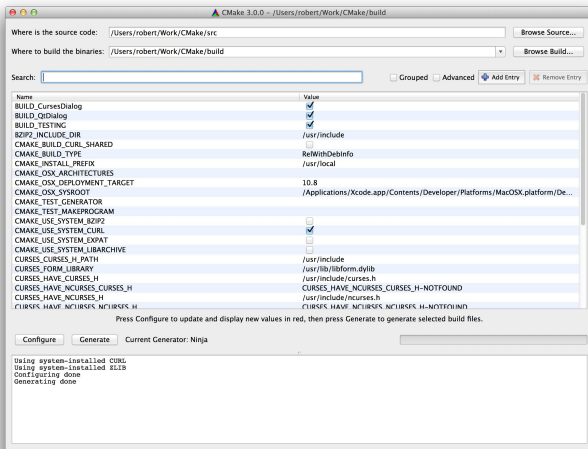 CMake 3.0.0 - /Users/robert/Work/CMake/build
Where is the source code: /Users/robert/Work/CMake/src Browse Source...
Where to build the binaries: /Users/robert/Work/CMake/build Browse Build...
Search: Grouped Advanced Add Entry Remove Entry
Name Value
BUILD_CursesDialog
BUILD_QtDialog
BUILD_TESTING
BZIP2_INCLUDE_DIR /usr/include
CMAKE_BUILD_CURL_SHARED
CMAKE_BUILD_TYPE RelWithDebInfo
CMAKE_INSTALL_PREFIX /usr/local
CMAKE_OSX_ARCHITECTURES
CMAKE_OSX_DEPLOYMENT_TARGET 10.8
CMAKE_OSX_SYSROOT /Applications/Xcode.app/Contents/Developer/Platforms/MacOSX.platform/De...
CMAKE_TEST_GENERATOR
CMAKE_TEST_MAKEPROGRAM
CMAKE_USE_SYSTEM_BZIP2
CMAKE_USE_SYSTEM_CURL
CMAKE_USE_SYSTEM_EXPAT
CMAKE_USE_SYSTEM_LIBARCHIVE
CURSES_CURSES_H_PATH /usr/include
CURSES_FORM_LIBRARY /usr/lib/libform.dylib
CURSES_HAVE_CURSES_H /usr/include/curses.h
CURSES_HAVE_NCURSES_CURSES_H CURSES_HAVE_NCURSES_CURSES_H-NOTFOUND
CURSES_HAVE_NCURSES_H /usr/include/ncurses.h
CURSES_HAVE_NCURSES_NCURSES_H CURSES_HAVE_NCURSES_NCURSES_H-NOTFOUND
Press Configure to update and display new values in red, then press Generate to generate selected build files.
Configure Generate Current Generator: Ninja
Using system-installed CURL
Using system-installed ZLIB
Configuring done
Generating done